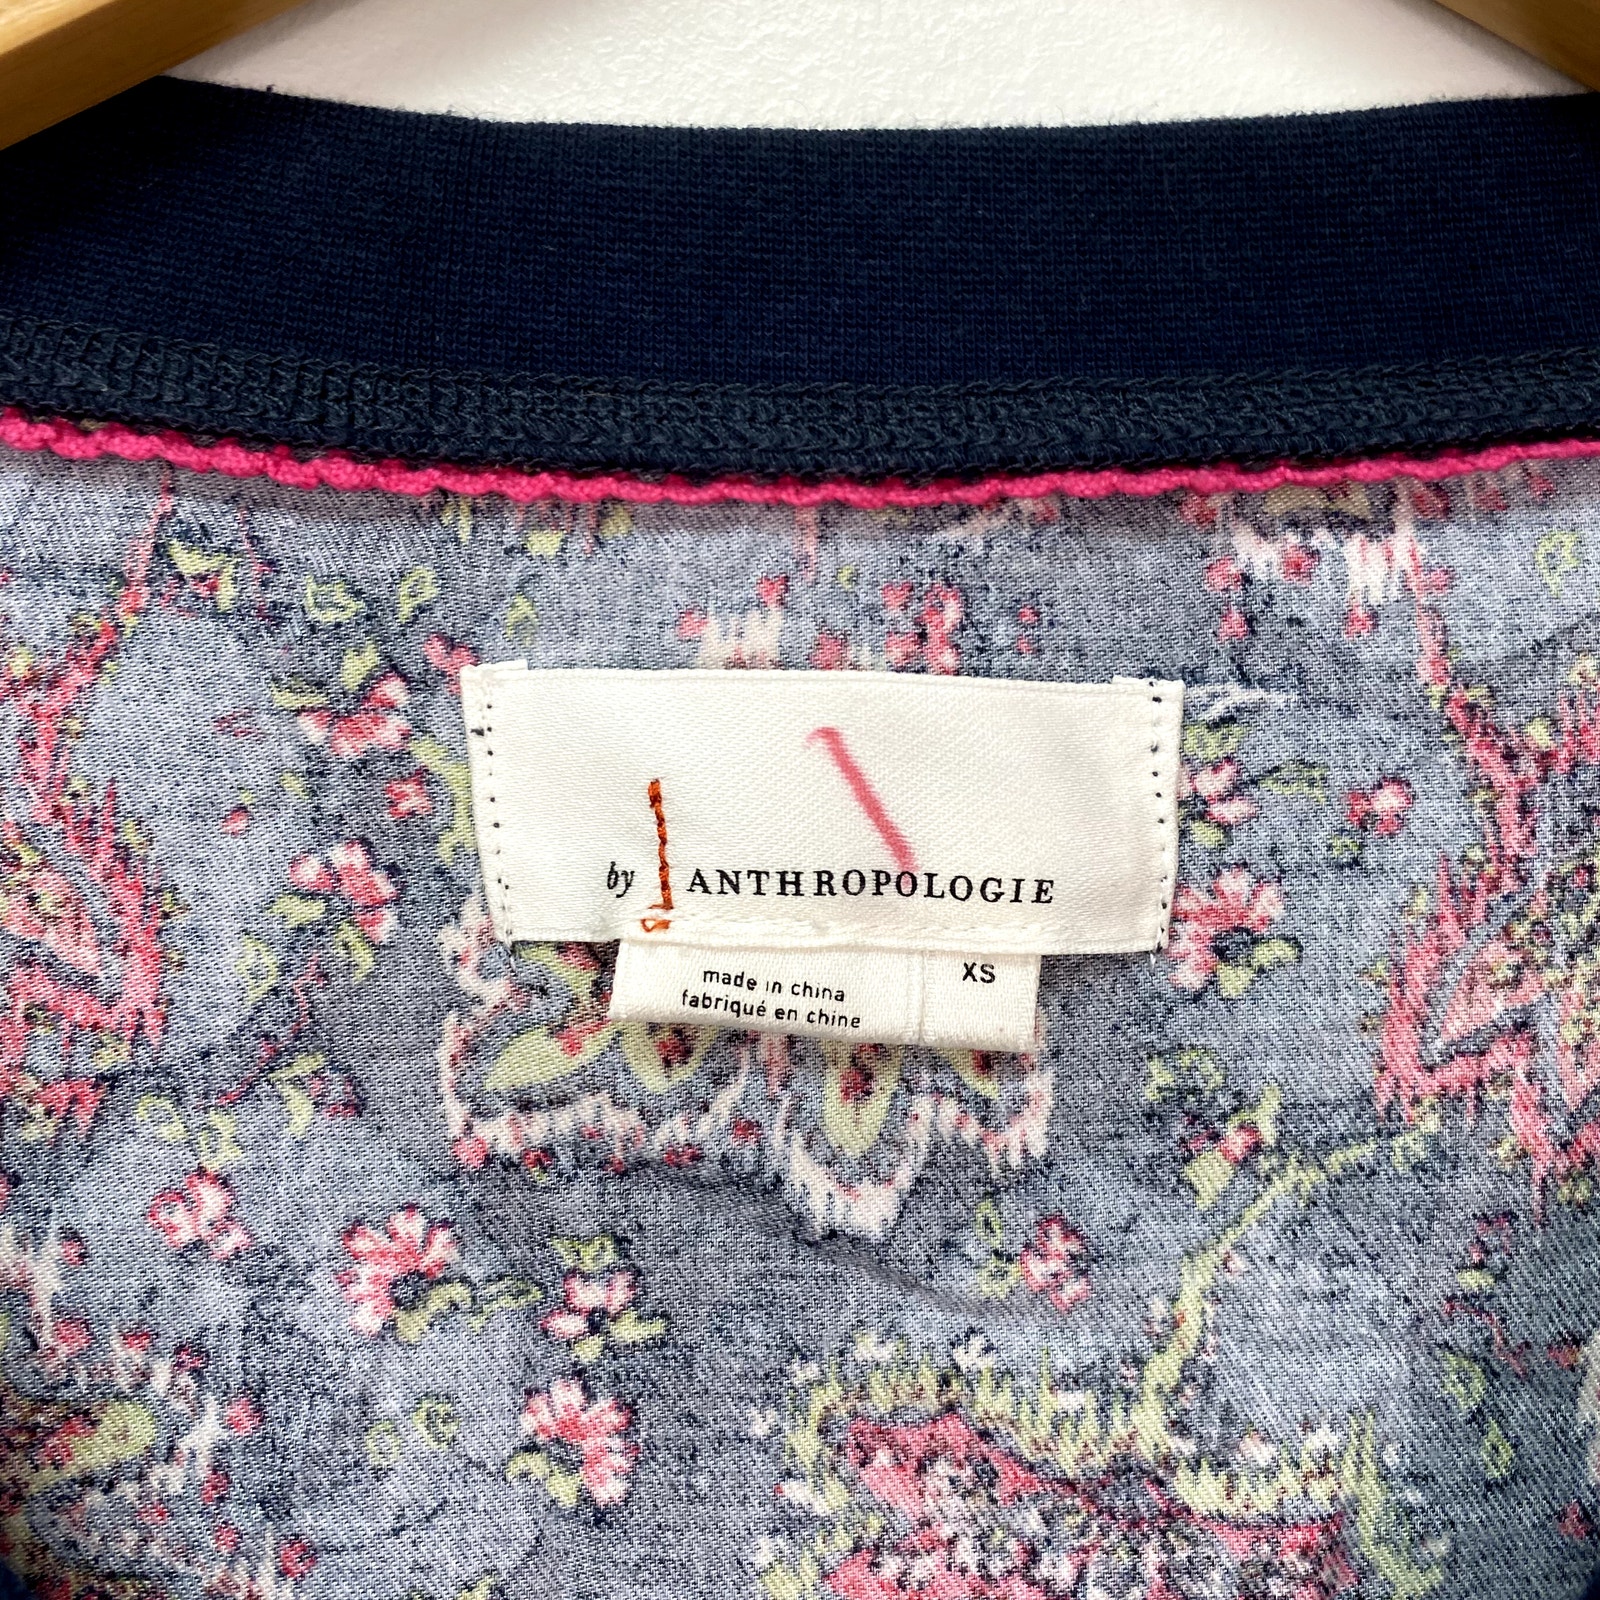 by ANTHROPOLOGIE
made in china
fabriqué en chine
XS